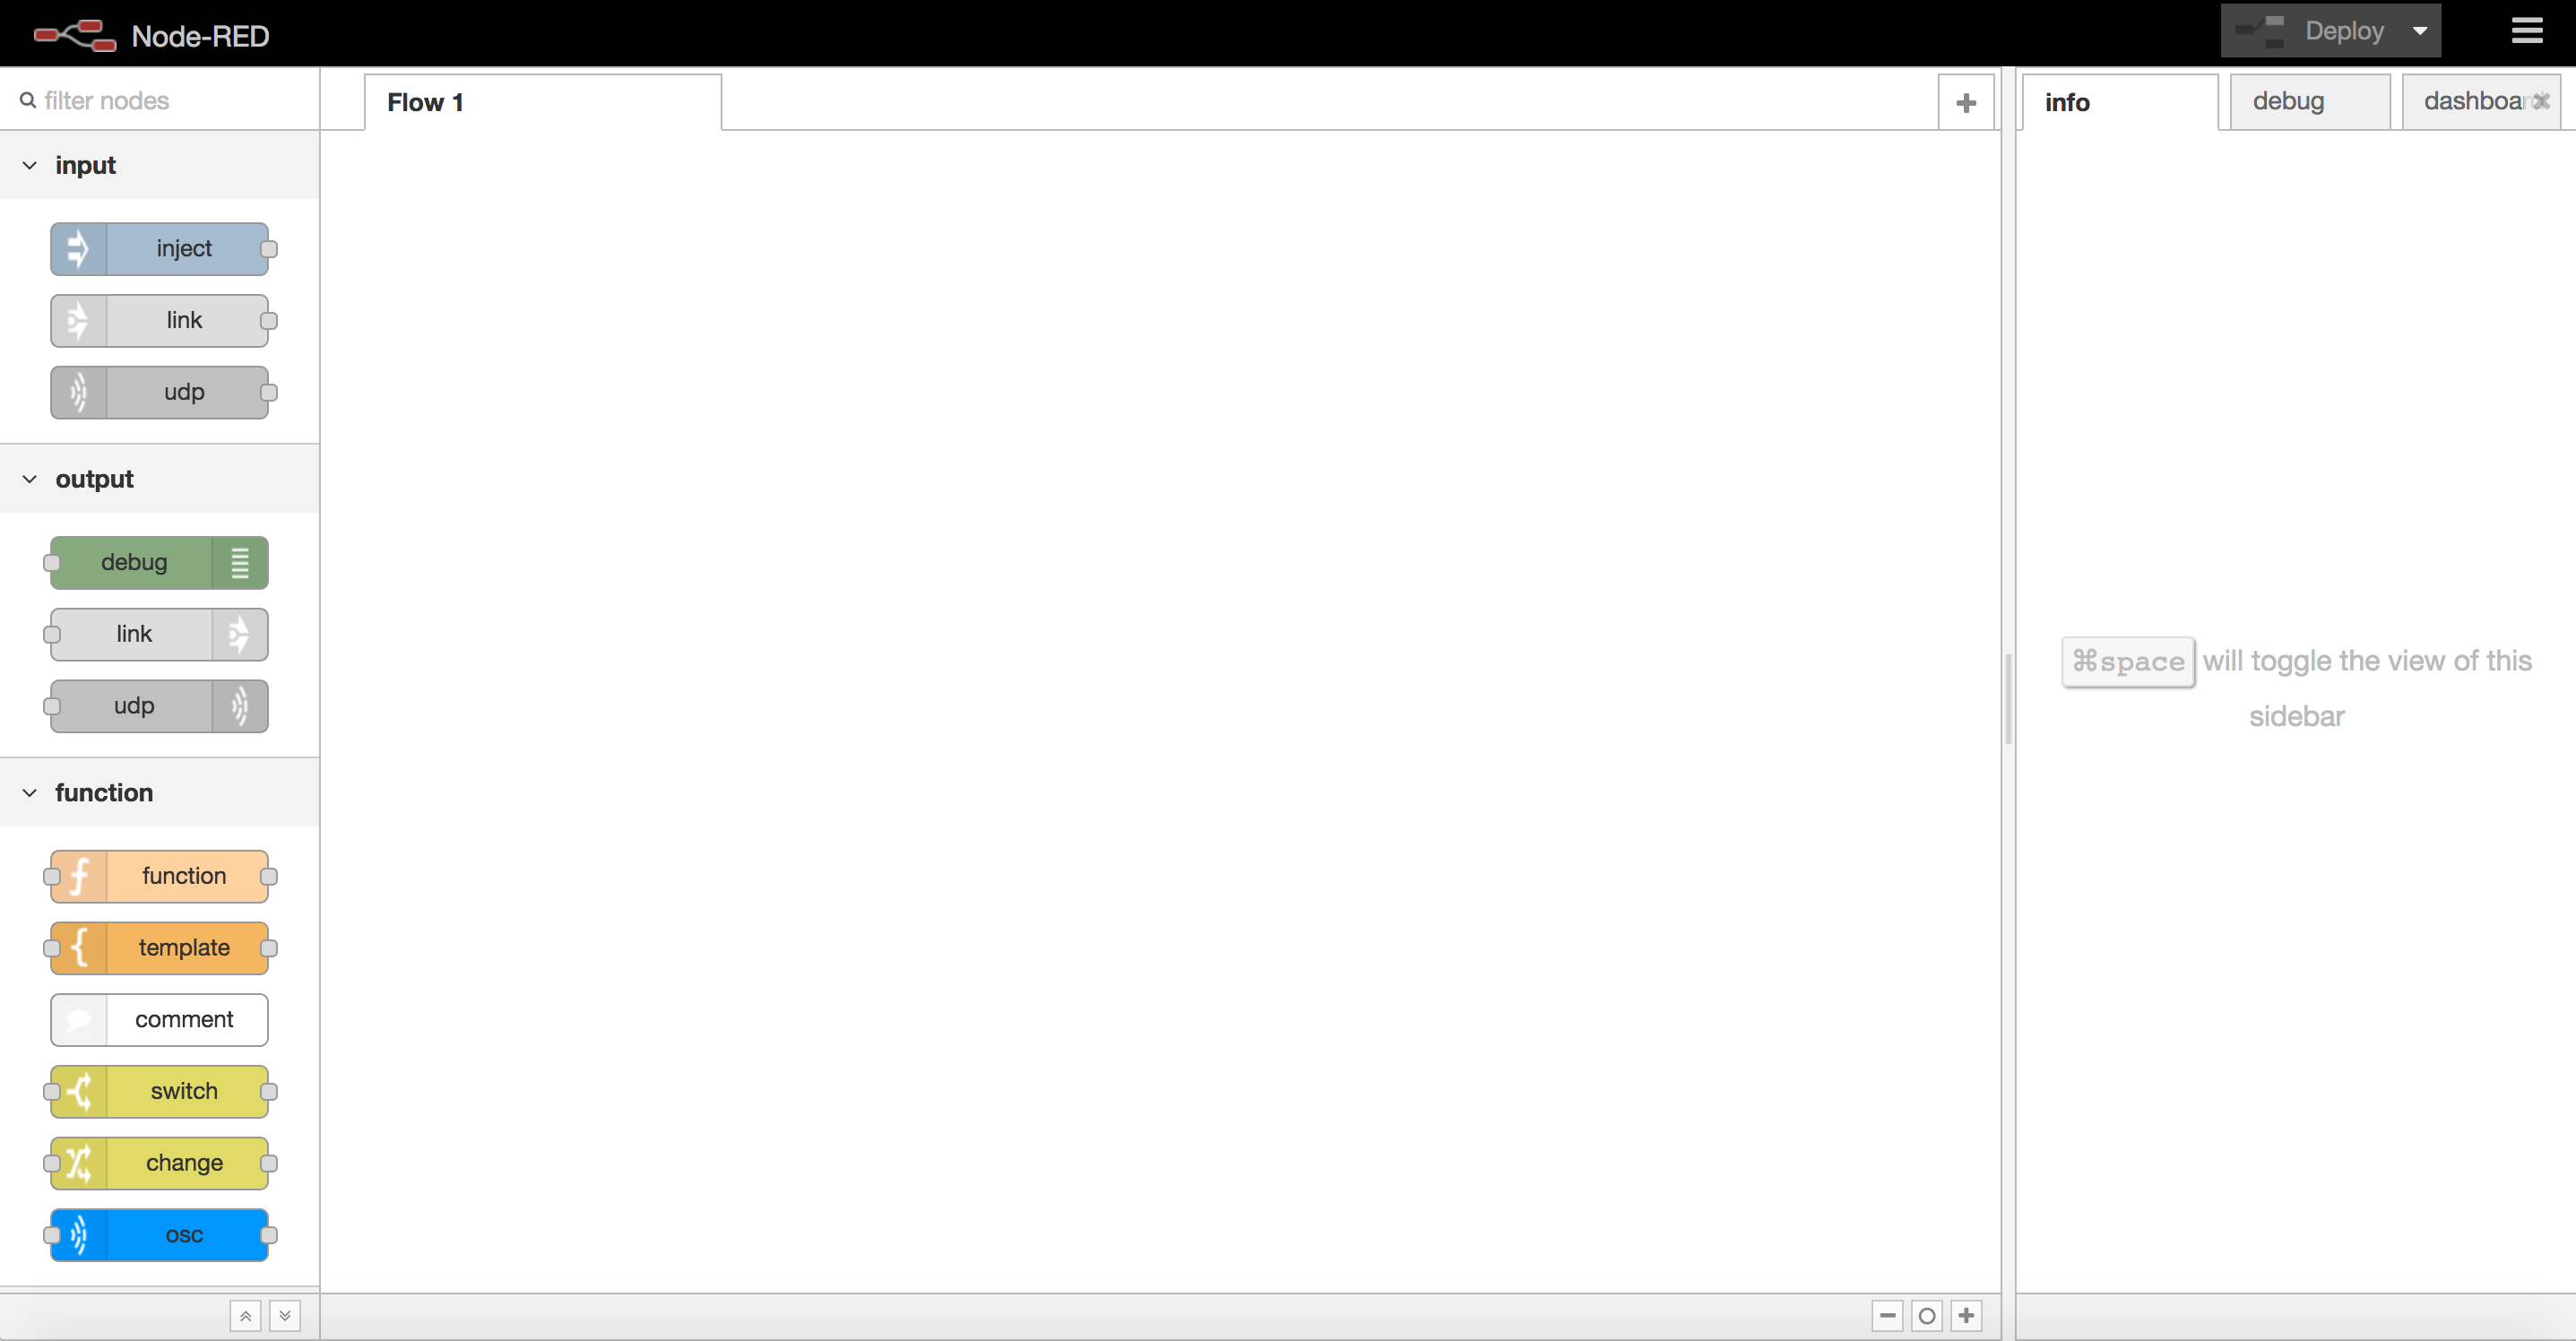 Node-RED
Deploy
filter nodes
Flow 1
info
debug
dashboard
input
inject
link
udp
output
debug
link
udp
⌘space will toggle the view of this
sidebar
function
function
template
comment
switch
change
osc